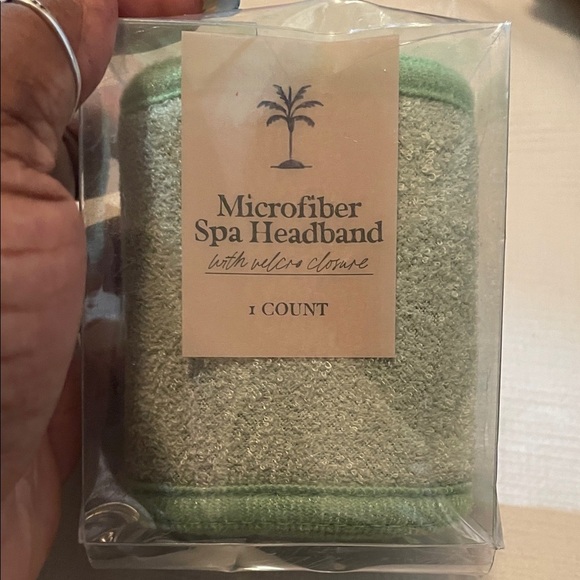 Microfiber
Spa Headband
with velcro closure
1 COUNT